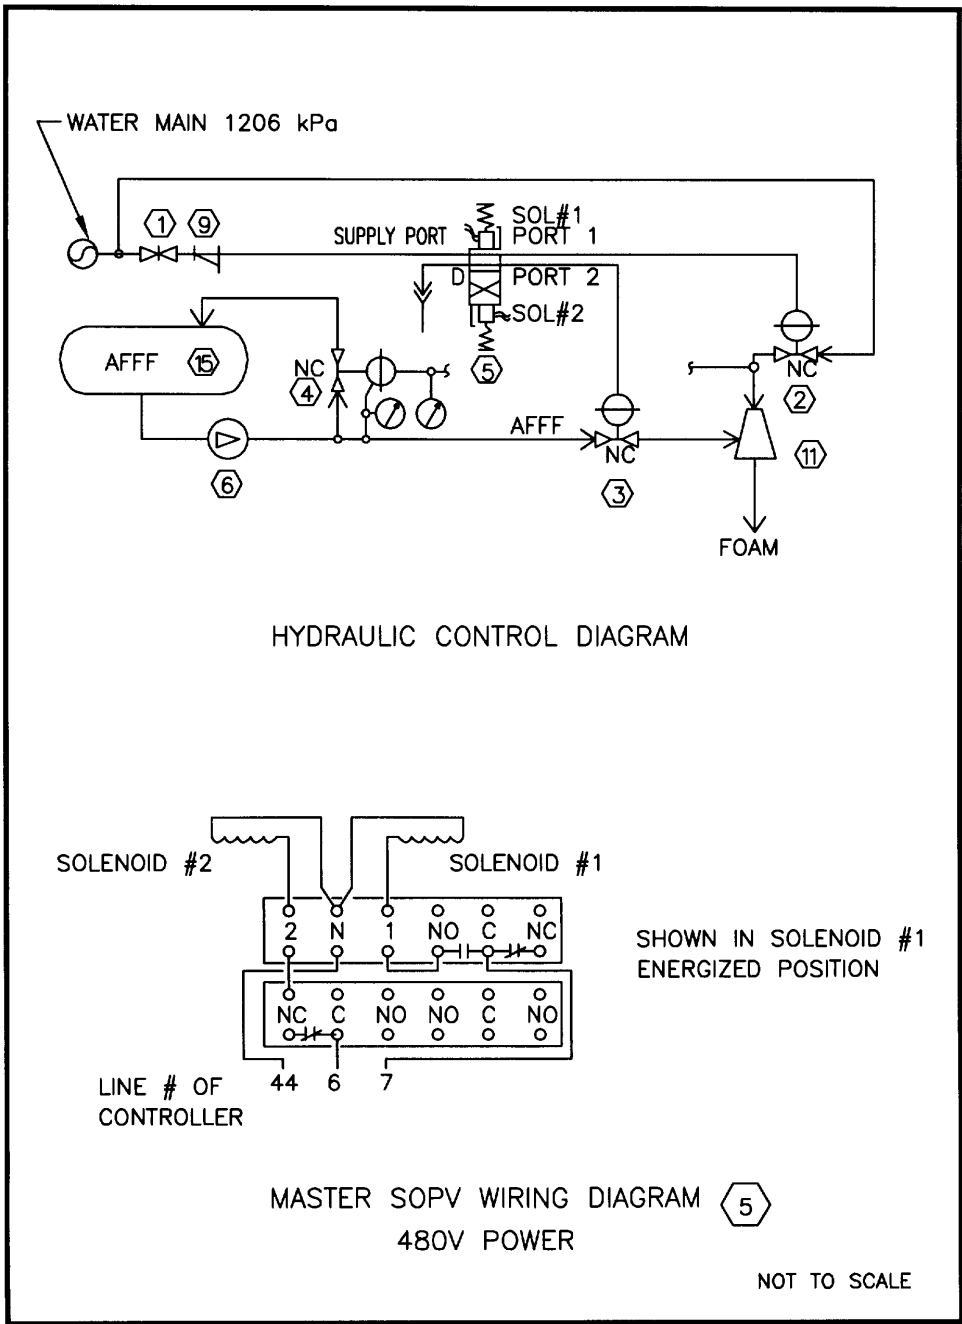 WATER MAIN 1206 kPa
1
9
SUPPLY PORT
SOL#1
PORT 1
D
PORT 2
SOL#2
5
AFFF
15
NC
4
NC
2
AFFF
NC
3
11
6
FOAM
HYDRAULIC CONTROL DIAGRAM
SOLENOID #2
SOLENOID #1
2 N 1 NO C NC
SHOWN IN SOLENOID #1
ENERGIZED POSITION
NC C NO NO C NO
44 6 7
LINE # OF
CONTROLLER
MASTER SOPV WIRING DIAGRAM 5
480V POWER
NOT TO SCALE